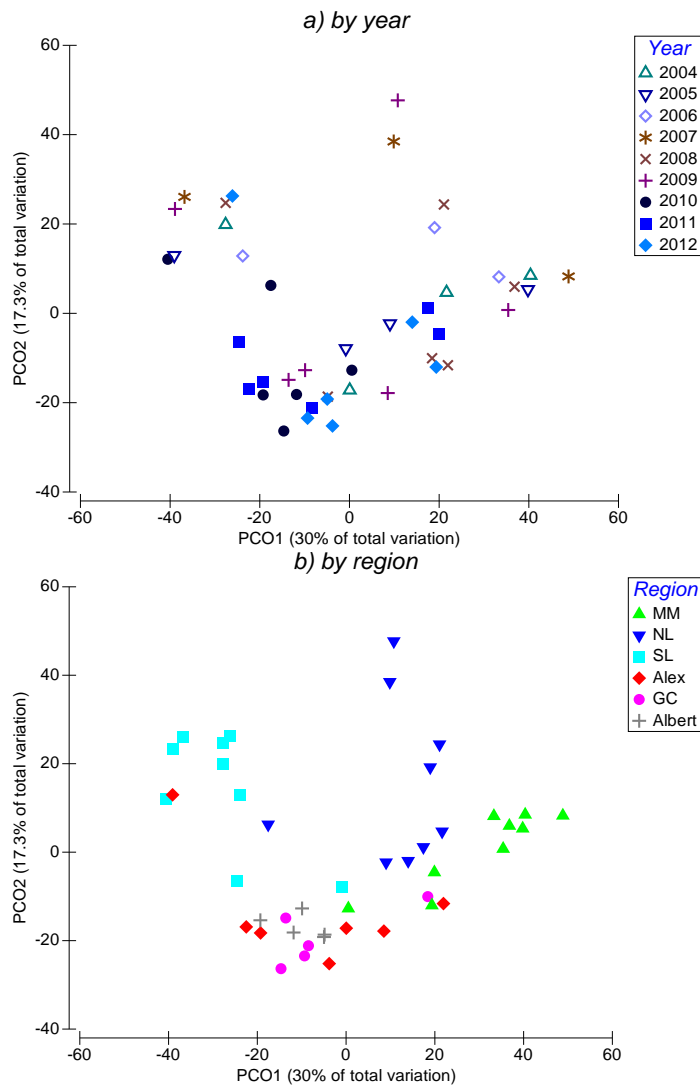 a) by year
60
40
20
0
-20
-40
-60
-40
-20
0
20
40
60
PCO1 (30% of total variation)
PCO2 (17.3% of total variation)
Year
2004
2005
2006
2007
2008
2009
2010
2011
2012
b) by region
60
40
20
0
-20
-40
-60
-40
-20
0
20
40
60
PCO1 (30% of total variation)
PCO2 (17.3% of total variation)
Region
MM
NL
SL
Alex
GC
Albert